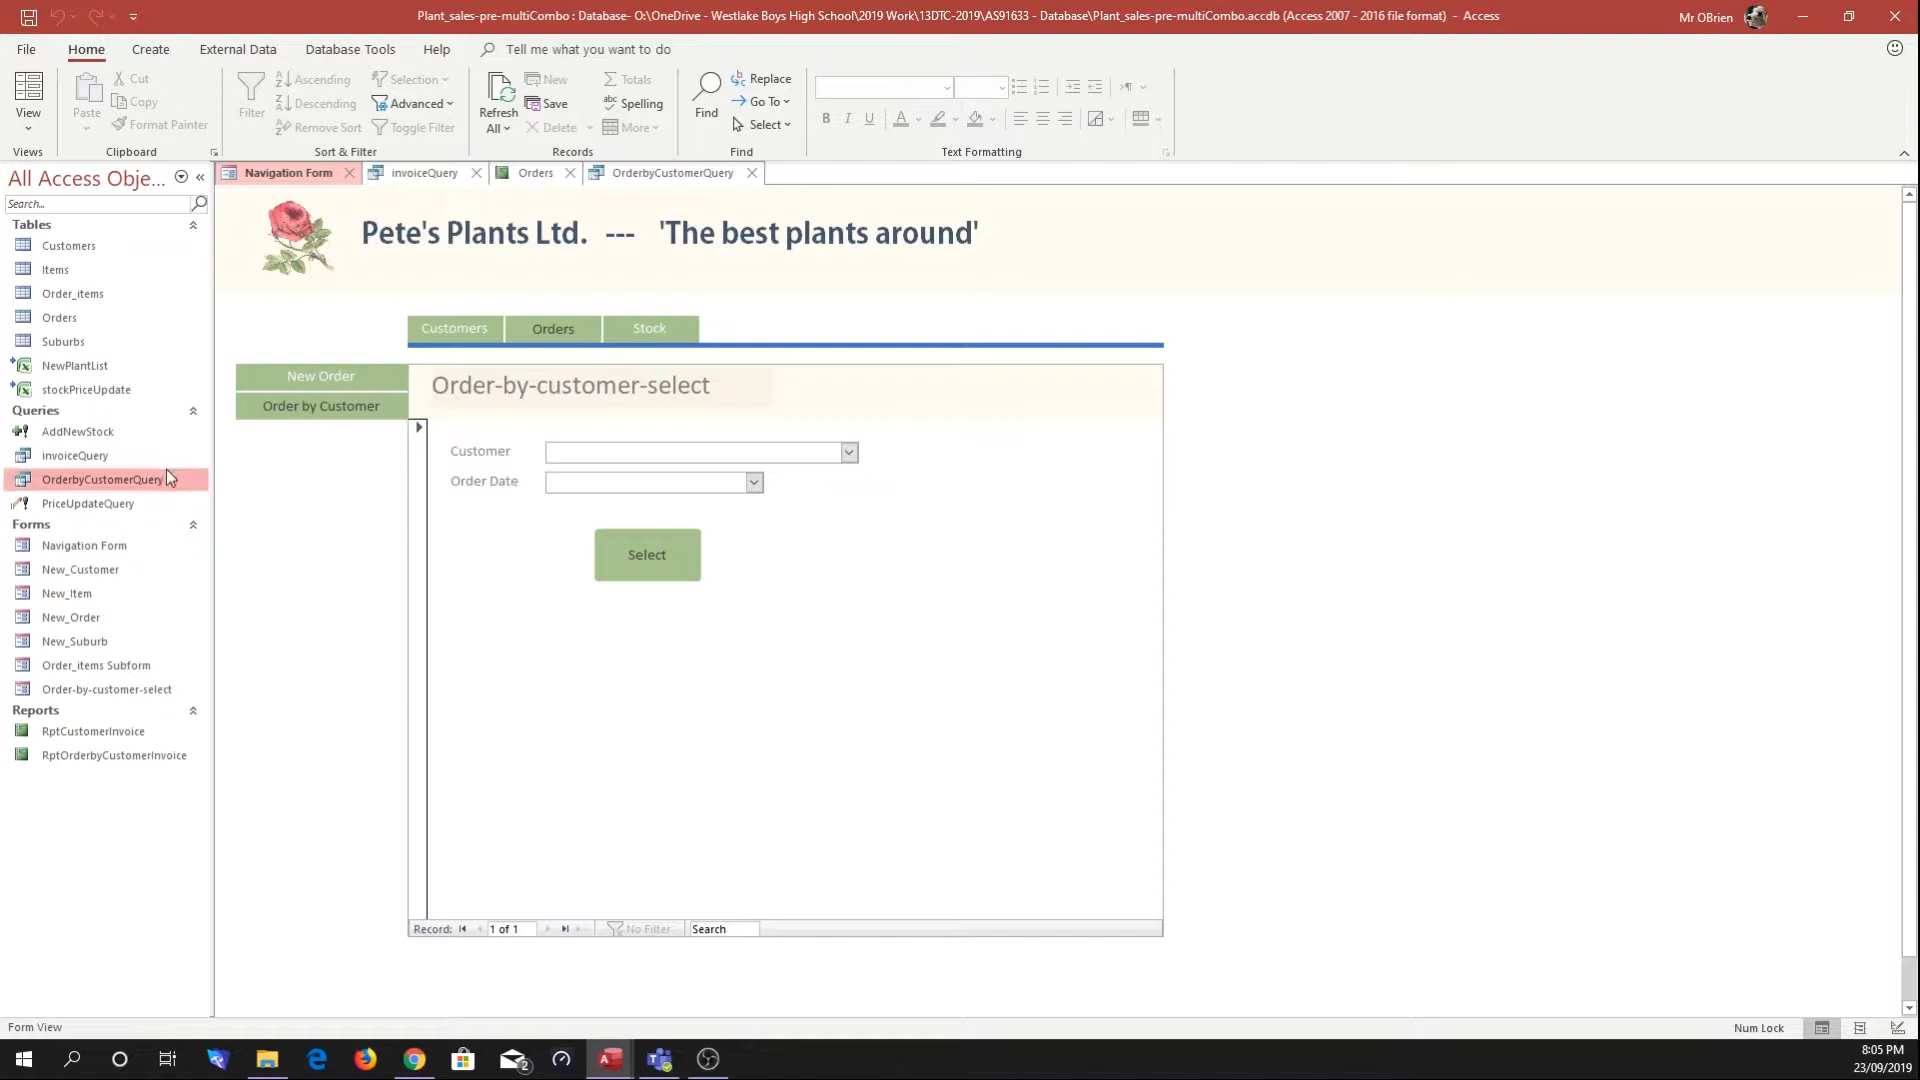 Plant_sales-pre-multiCombo : Database- O:\OneDrive - Westlake Boys High School\2019 Work\13DTC-2019\AS91633 - Database\Plant_sales-pre-multiCombo.accdb (Access 2007 - 2016 file format) - Access
Mr OBrien
File
Home
Create
External Data
Database Tools
Help
Tell me what you want to do
View
Views
Paste
Cut
Copy
Format Painter
Clipboard
Filter
Ascending
Descending
Remove Sort
Selection
Advanced
Toggle Filter
Sort & Filter
Refresh
All
New
Save
Delete
Totals
Spelling
More
Records
Find
Replace
Go To
Select
Find
B I U
Text Formatting
All Access Obje...
Search...
Tables
Customers
Items
Order_items
Orders
Suburbs
NewPlantList
stockPriceUpdate
Queries
AddNewStock
invoiceQuery
OrderbyCustomerQuery
PriceUpdateQuery
Forms
Navigation Form
New_Customer
New_Item
New_Order
New_Suburb
Order_items Subform
Order-by-customer-select
Reports
RptCustomerInvoice
RptOrderbyCustomerInvoice
Navigation Form
invoiceQuery
Orders
OrderbyCustomerQuery
Pete's Plants Ltd. --- 'The best plants around'
Customers
Orders
Stock
New Order
Order by Customer
Order-by-customer-select
Customer
Order Date
Select
Record:
1 of 1
No Filter
Search
Form View
Num Lock
2
8:05 PM
23/09/2019